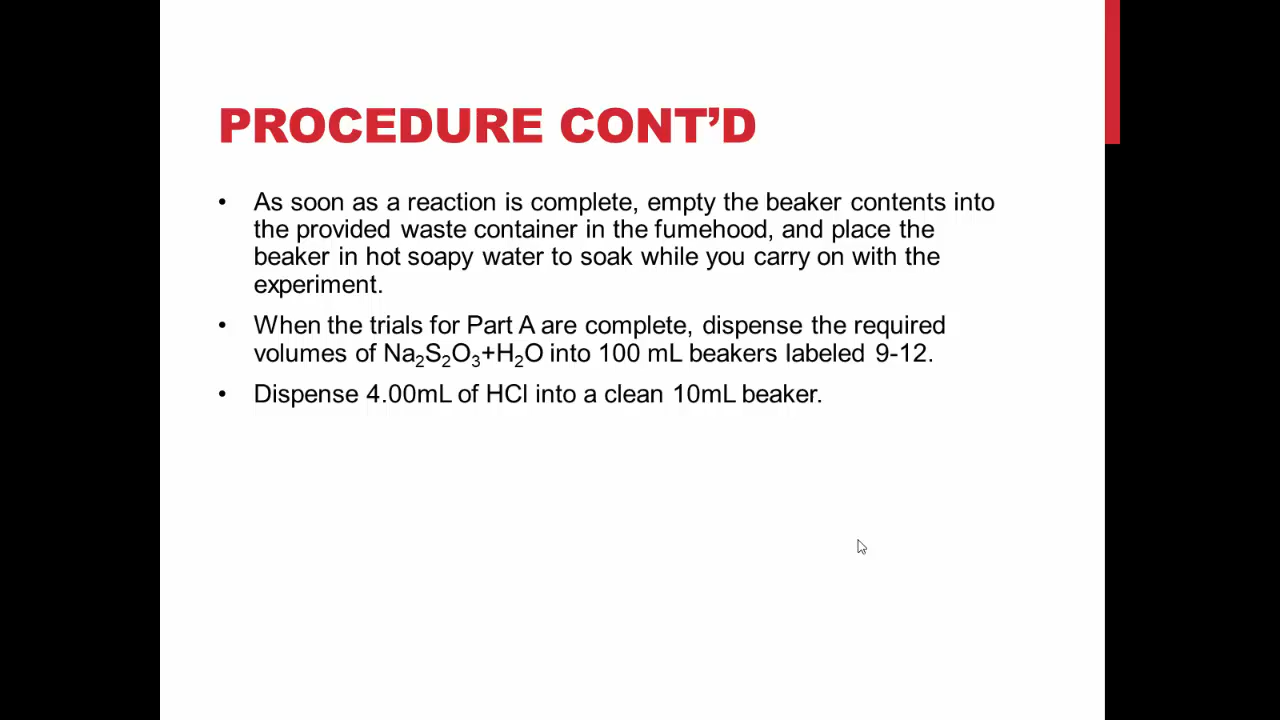 PROCEDURE CONT’D
• As soon as a reaction is complete, empty the beaker contents into
the provided waste container in the fumehood, and place the
beaker in hot soapy water to soak while you carry on with the
experiment.
• When the trials for Part A are complete, dispense the required
volumes of Na₂S₂O₃+H₂O into 100 mL beakers labeled 9-12.
• Dispense 4.00mL of HCl into a clean 10mL beaker.